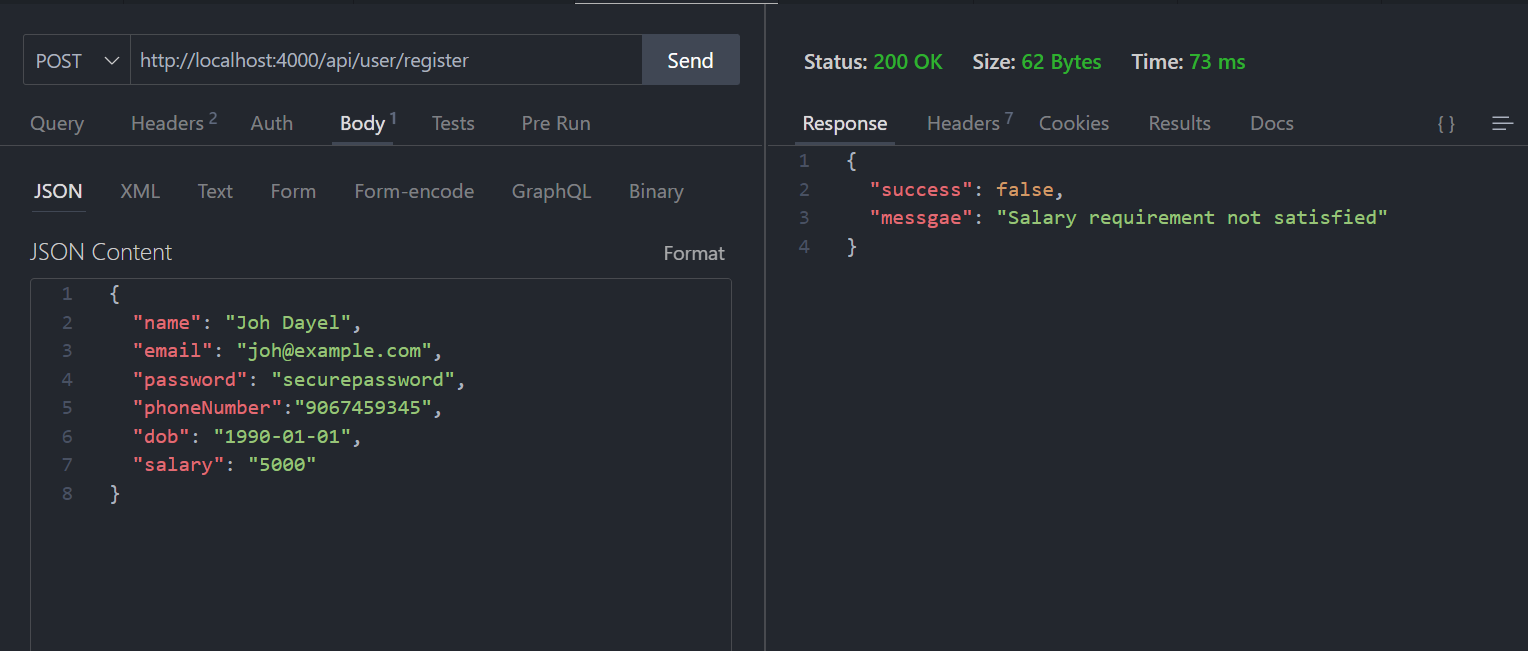 POST http://localhost:4000/api/user/register Send
Query Headers 2 Auth Body 1 Tests Pre Run
JSON XML Text Form Form-encode GraphQL Binary
JSON Content Format
1 {
2 "name": "Joh Dayel",
3 "email": "joh@example.com",
4 "password": "securepassword",
5 "phoneNumber":"9067459345",
6 "dob": "1990-01-01",
7 "salary": "5000"
8 }
Status: 200 OK Size: 62 Bytes Time: 73 ms
Response Headers 7 Cookies Results Docs { }
1 {
2 "success": false,
3 "messgae": "Salary requirement not satisfied"
4 }